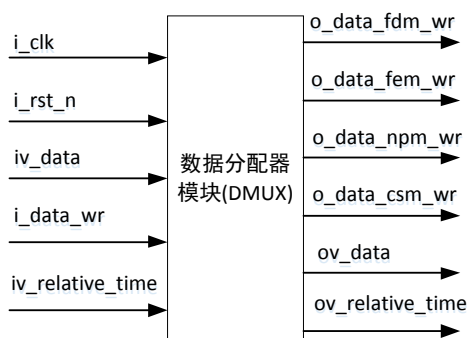 i_clk
i_rst_n
iv_data
i_data_wr
iv_relative_time
数据分配器
模块(DMUX)
o_data_fdm_wr
o_data_fem_wr
o_data_npm_wr
o_data_csm_wr
ov_data
ov_relative_time